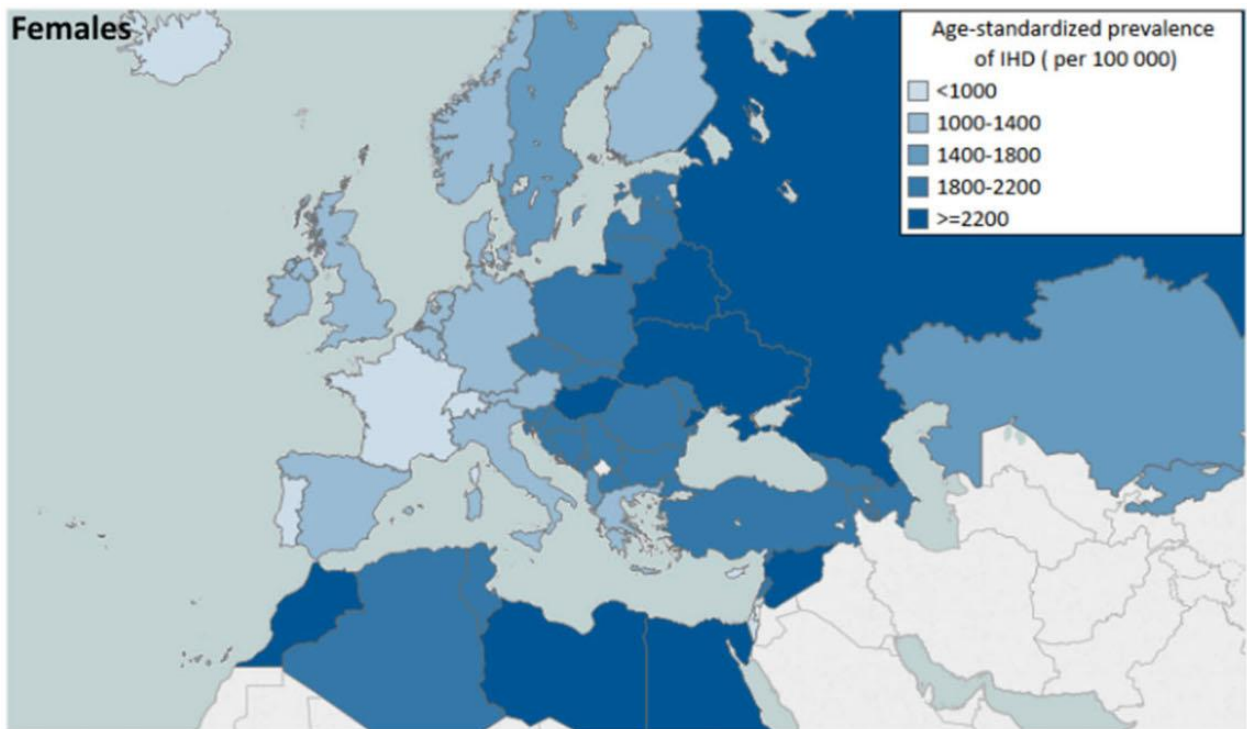 Females
Age-standardized prevalence
of IHD ( per 100 000)
<1000
1000-1400
1400-1800
1800-2200
>=2200